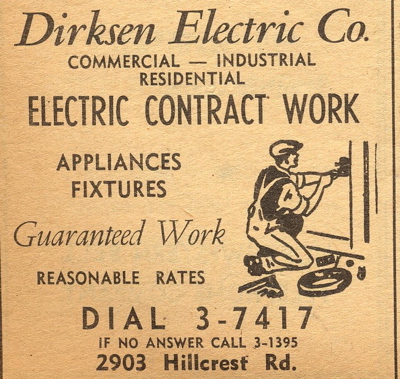 Dirksen Electric Co.
COMMERCIAL — INDUSTRIAL
RESIDENTIAL
ELECTRIC CONTRACT WORK
APPLIANCES
FIXTURES
Guaranteed Work
REASONABLE RATES
DIAL 3-7417
IF NO ANSWER CALL 3-1395
2903 Hillcrest Rd.